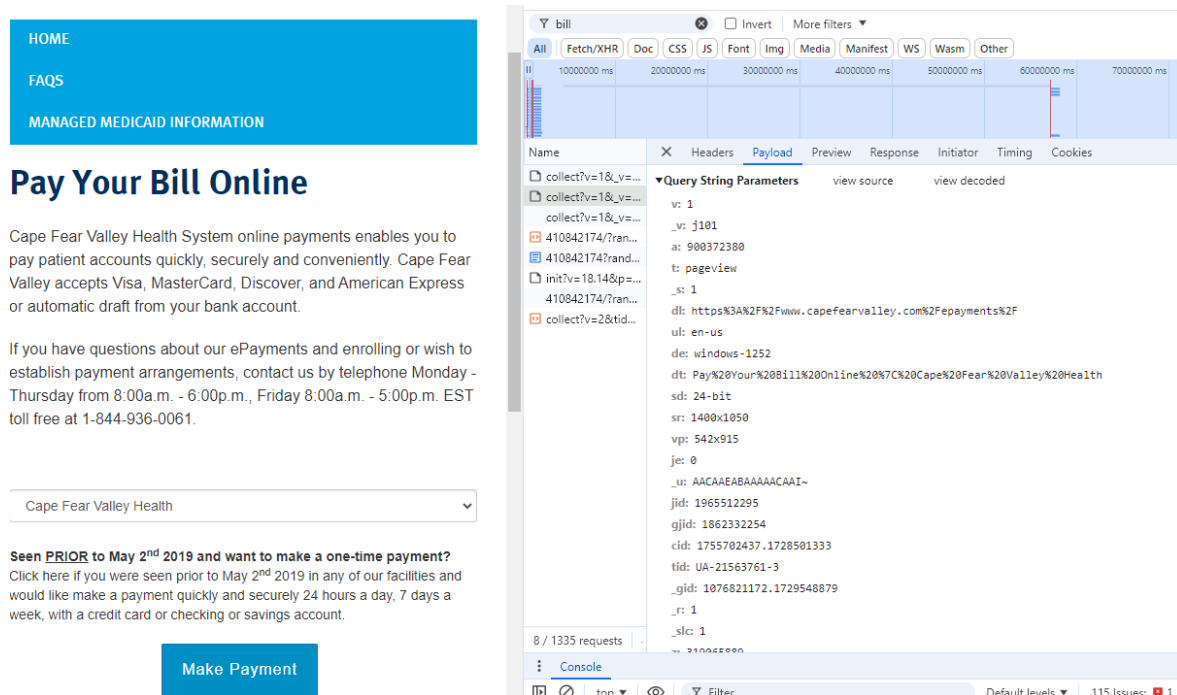 HOME
FAQS
MANAGED MEDICAID INFORMATION
Pay Your Bill Online
Cape Fear Valley Health System online payments enables you to
pay patient accounts quickly, securely and conveniently. Cape Fear
Valley accepts Visa, MasterCard, Discover, and American Express
or automatic draft from your bank account.
If you have questions about our ePayments and enrolling or wish to
establish payment arrangements, contact us by telephone Monday -
Thursday from 8:00a.m. - 6:00p.m., Friday 8:00a.m. - 5:00p.m. EST
toll free at 1-844-936-0061.
Cape Fear Valley Health
Seen PRIOR to May 2nd 2019 and want to make a one-time payment?
Click here if you were seen prior to May 2nd 2019 in any of our facilities and
would like make a payment quickly and securely 24 hours a day, 7 days a
week, with a credit card or checking or savings account.
Make Payment
bill Invert More filters
All Fetch/XHR Doc CSS JS Font Img Media Manifest WS Wasm Other
10000000 ms 20000000 ms 30000000 ms 40000000 ms 50000000 ms 60000000 ms 70000000 ms
Name
collect?v=1&_v=...
collect?v=1&_v=...
collect?v=1&_v=...
410842174/?ran...
410842174?rand...
init?v=18.14&p=...
410842174/?ran...
collect?v=2&tid...
8 / 1335 requests
Headers Payload Preview Response Initiator Timing Cookies
Query String Parameters view source view decoded
v: 1
_v: j101
a: 900372380
t: pageview
_s: 1
dl: https%3A%2F%2Fwww.capefearvalley.com%2Fepayments%2F
ul: en-us
de: windows-1252
dt: Pay%20Your%20Bill%20Online%20%7C%20Cape%20Fear%20Valley%20Health
sd: 24-bit
sr: 1400x1050
vp: 542x915
je: 0
_u: AACAAEABAAAAACAAI~
jid: 1965512295
gjid: 1862332254
cid: 1755702437.1728501333
tid: UA-21563761-3
_gid: 1076821172.1729548879
_r: 1
_slc: 1
z: 319065889
Console
top Filter Default levels 115 Issues: 1